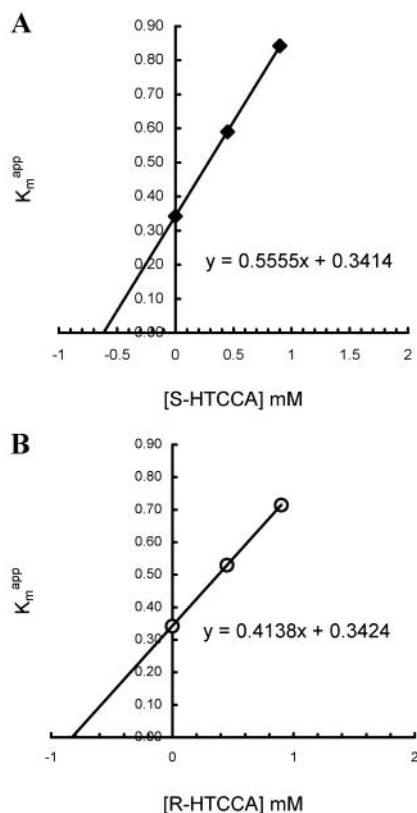 A
0.90
0.80
0.70
0.60
0.50
0.40
0.30
0.20
0.10
0.00
K_m^app
y = 0.5555x + 0.3414
-1 -0.5 0 0.5 1 1.5 2
[S-HTCCA] mM
B
0.90
0.80
0.70
0.60
0.50
0.40
0.30
0.20
0.10
0.00
K_m^app
y = 0.4138x + 0.3424
-1 0 1 2
[R-HTCCA] mM